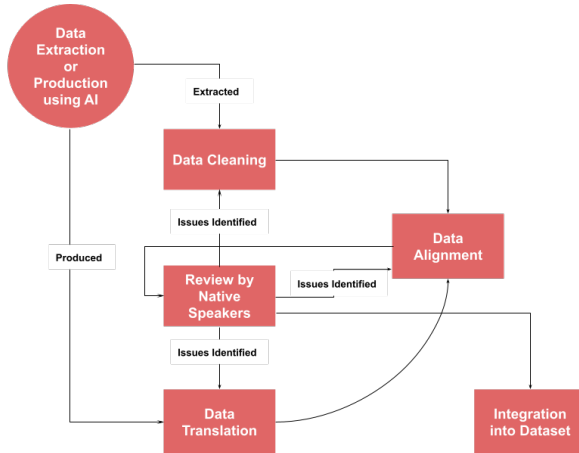 Data
Extraction
or
Production
using AI
Extracted
Data Cleaning
Issues Identified
Data
Alignment
Produced
Review by
Native
Speakers
Issues Identified
Issues Identified
Data
Translation
Integration
into Dataset